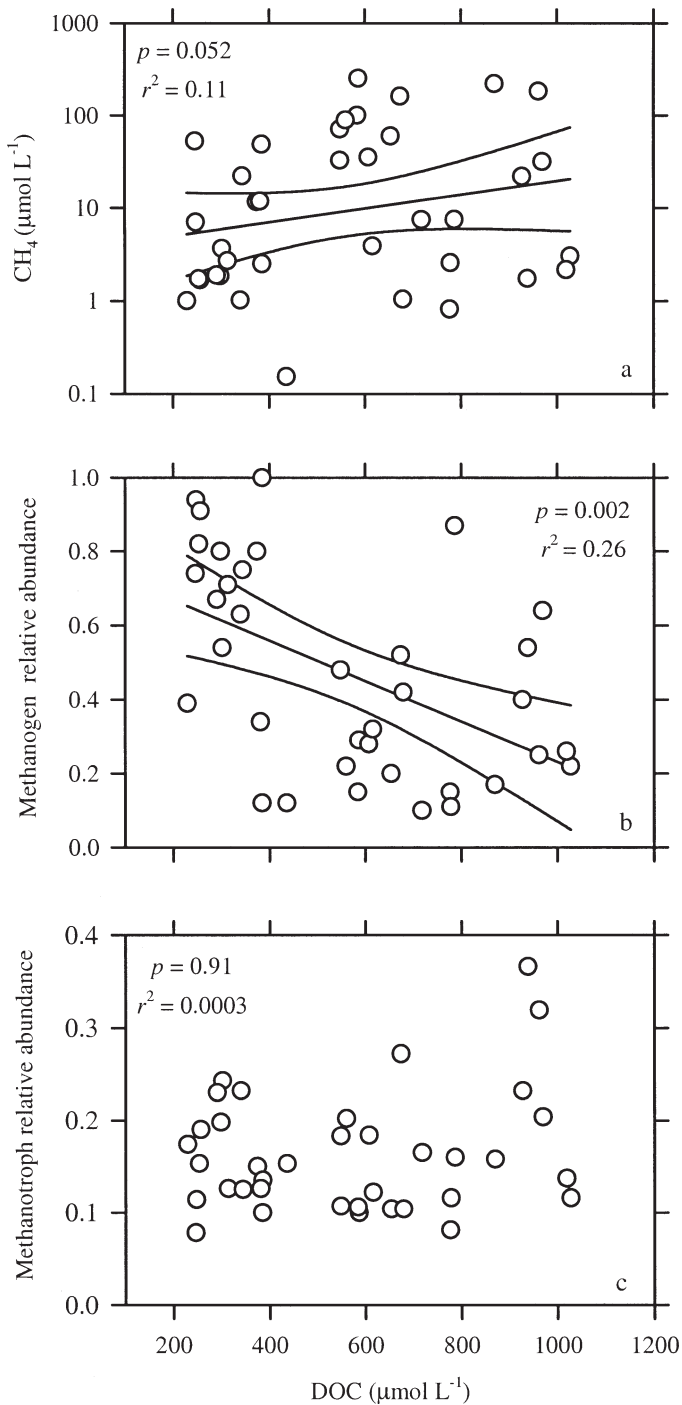 1000
100
10
1
0.1
CH₄ (µmol L⁻¹)
p = 0.052
r² = 0.11
a
1.0
0.8
0.6
0.4
0.2
0.0
Methanogen relative abundance
p = 0.002
r² = 0.26
b
0.4
0.3
0.2
0.1
0.0
Methanotroph relative abundance
p = 0.91
r² = 0.0003
c
200 400 600 800 1000 1200
DOC (µmol L⁻¹)